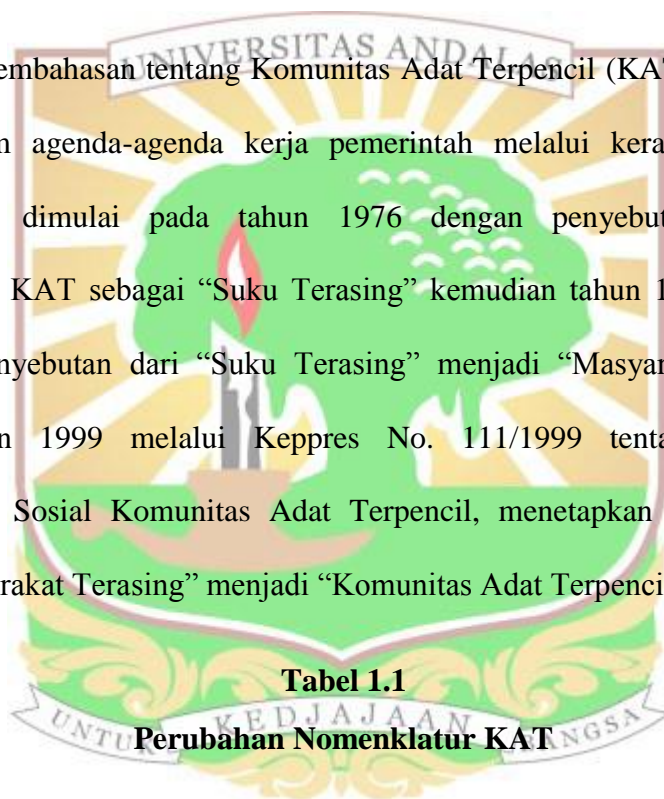 UNIVERSITAS ANDALAS
embahasan tentang Komunitas Adat Terpencil (KAT
n agenda-agenda kerja pemerintah melalui kera
dimulai pada tahun 1976 dengan penyebut
KAT sebagai “Suku Terasing” kemudian tahun 1
nyebutan dari “Suku Terasing” menjadi “Masyar
n 1999 melalui Keppres No. 111/1999 tenta
Sosial Komunitas Adat Terpencil, menetapkan
rakat Terasing” menjadi “Komunitas Adat Terpenci
Tabel 1.1
UNTUK KEDJAJAAN BANGSA
Perubahan Nomenklatur KAT